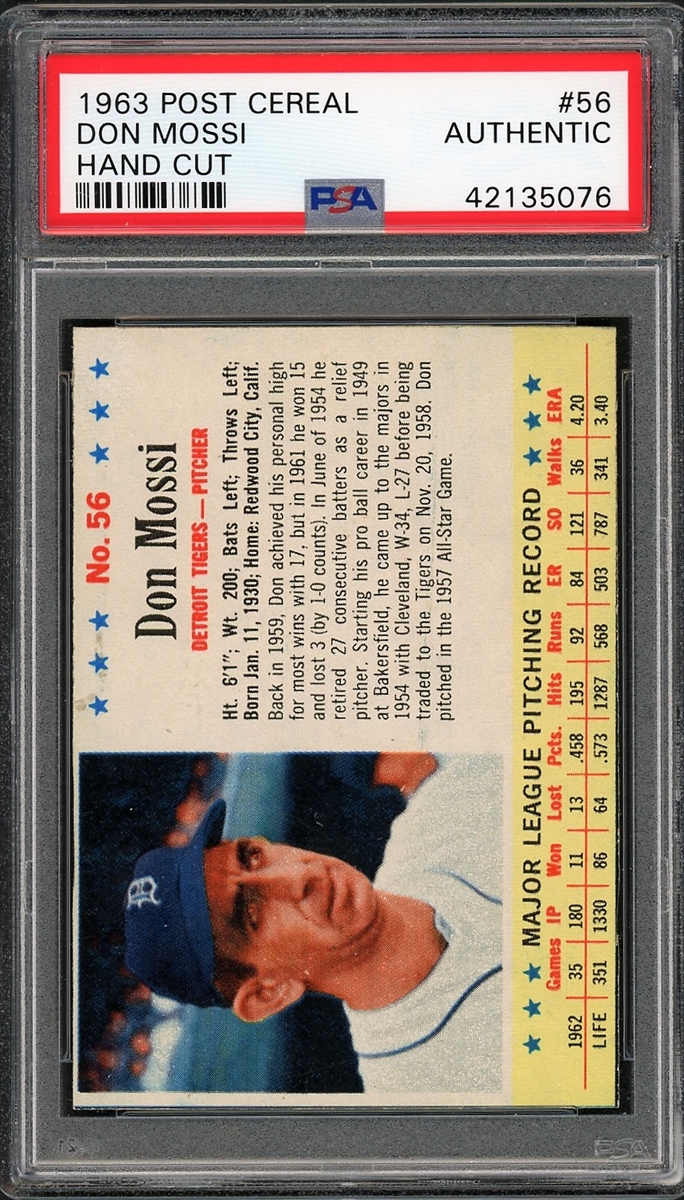 1963 POST CEREAL #56
DON MOSSI AUTHENTIC
HAND CUT
PSA 42135076
No. 56
Don Mossi
DETROIT TIGERS—PITCHER
Ht. 6'1"; Wt. 200; Bats Left; Throws Left;
Born Jan. 11, 1930; Home: Redwood City, Calif.
Back in 1959, Don achieved his personal high
for most wins with 17, but in 1961 he won 15
and lost 3 (by 1-0 counts). In June of 1954 he
retired 27 consecutive batters as a relief
pitcher. Starting his pro ball career in 1949
at Bakersfield, he came up to the majors in
1954 with Cleveland, W-34, L-27 before being
traded to the Tigers on Nov. 20, 1958. Don
pitched in the 1957 All-Star Game.
D
MAJOR LEAGUE PITCHING RECORD
Games IP Won Lost Pcts. Hits Runs ER SO Walks ERA
1962 35 180 11 13 .458 195 92 84 121 36 4.20
LIFE 351 1330 86 64 .573 1287 568 503 787 341 3.40
PSA